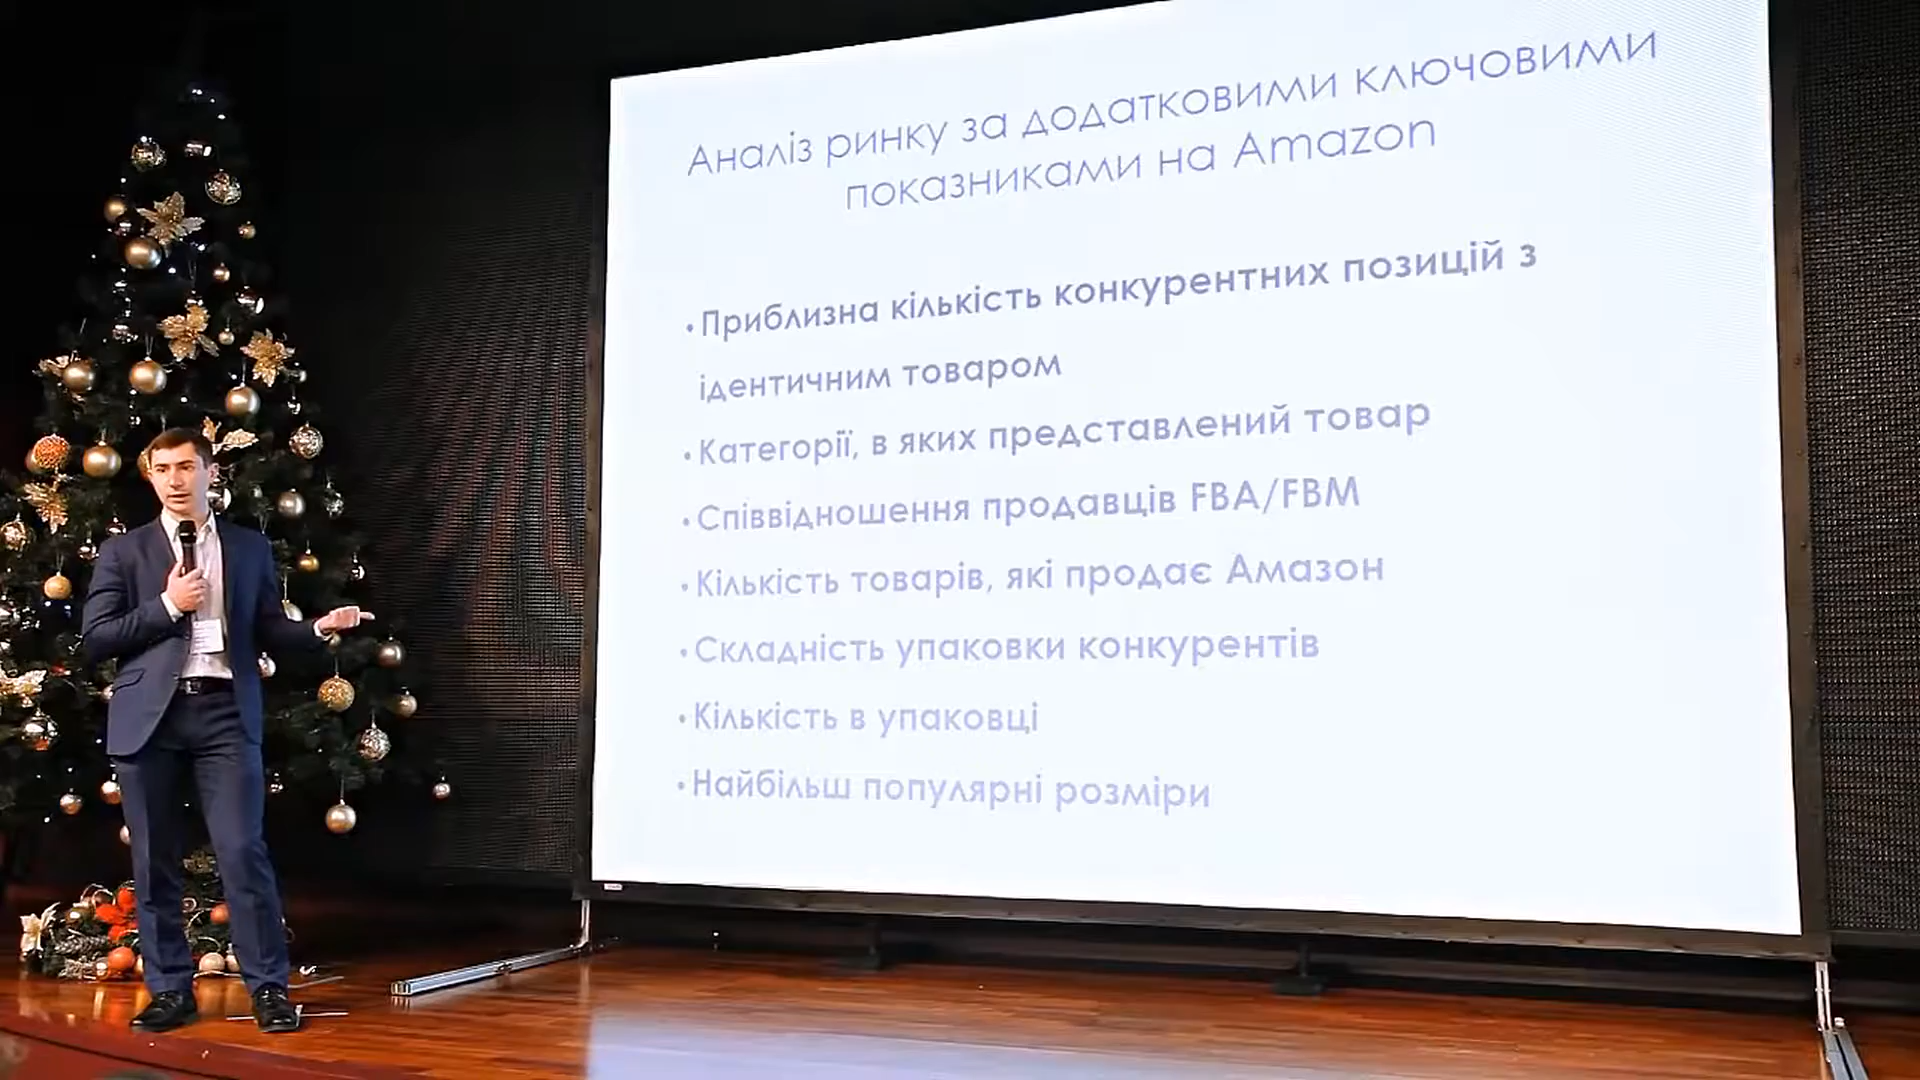 Аналіз ринку за додатковими ключовими
показниками на Amazon
• Приблизна кількість конкурентних позицій з
ідентичним товаром
• Категорії, в яких представлений товар
• Співвідношення продавців FBA/FBM
• Кількість товарів, які продає Амазон
• Складність упаковки конкурентів
• Кількість в упаковці
• Найбільш популярні розміри